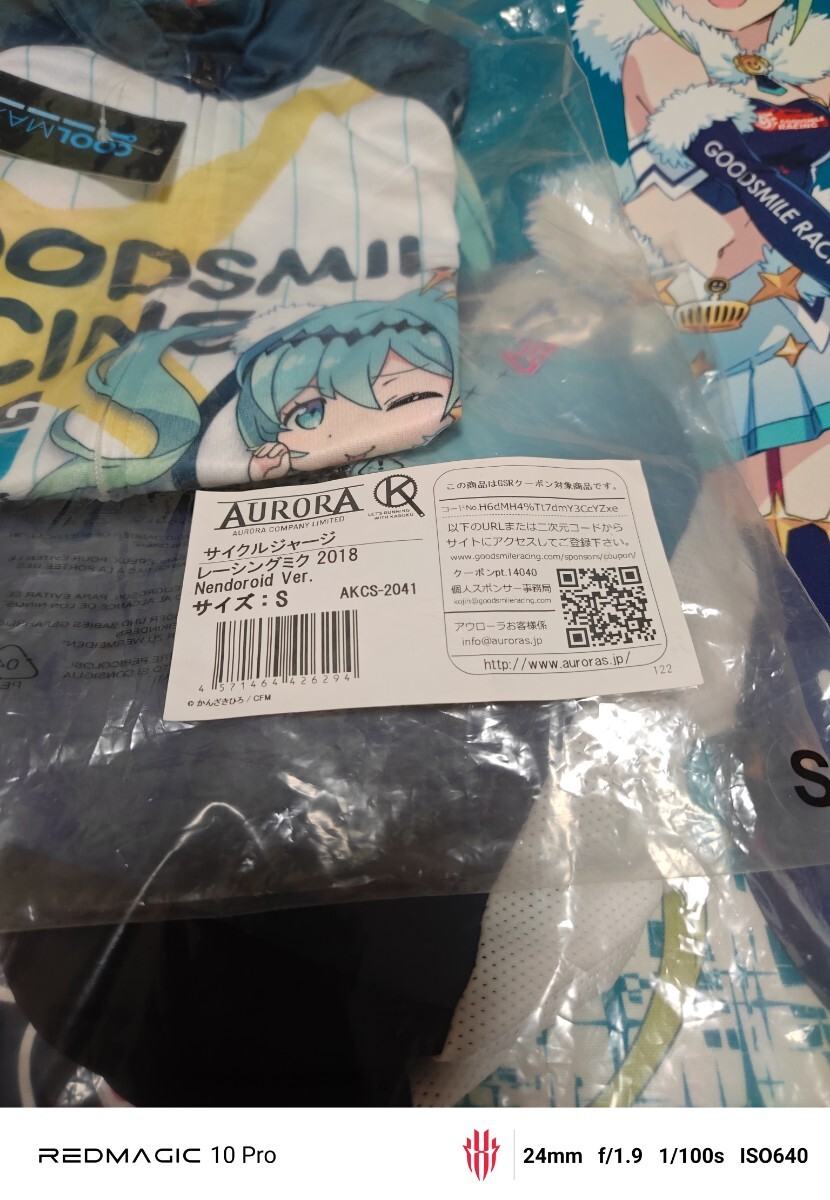 COOLMAX
GOODSMILE RAC
RACING
OODSMIL
CING
AURORA
AURORA COMPANY LIMITED
LET'S RUNNING
WITH KASOKU
サイクルジャージ
レーシングミク 2018
Nendoroid Ver.
サイズ：S
AKCS-2041
4 571464 426294
© かんざきひろ / CFM
この商品はGSRクーポン対象商品です。
コードNo.H6dMH4%Tt7dmY3CcYZxe
以下のURLまたは二次元コードから
サイトにアクセスしてご登録下さい。
www.goodsmileracing.com/sponsors/coupon/
クーポンpt.14040
個人スポンサー事務局
kojin@goodsmileracing.com
アウローラお客様係
info@auroras.jp
http://www.auroras.jp/
122
S
REDMAGIC 10 Pro
24mm f/1.9 1/100s ISO640